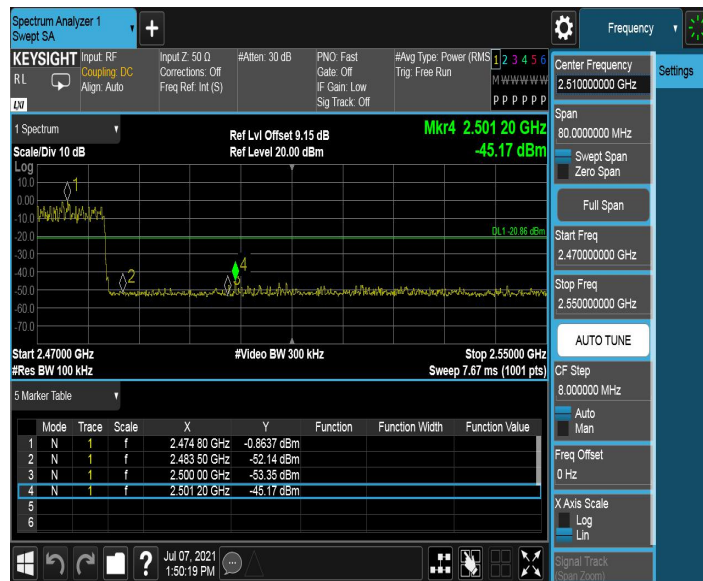 Spectrum Analyzer 1
Swept SA
Frequency
KEYSIGHT
RL
LXI
Input: RF
Coupling: DC
Align: Auto
Input Z: 50 Ω
Corrections: Off
Freq Ref: Int (S)
#Atten: 30 dB
PNO: Fast
Gate: Off
IF Gain: Low
Sig Track: Off
#Avg Type: Power (RMS
Trig: Free Run
1 2 3 4 5 6
M W W W W W
P P P P P P
1 Spectrum
Scale/Div 10 dB
Ref Lvl Offset 9.15 dB
Ref Level 20.00 dBm
Mkr4 2.501 20 GHz
-45.17 dBm
Log
10.0
0.00
-10.0
-20.0
-30.0
-40.0
-50.0
-60.0
-70.0
1
2
4
DL1 -20.86 dBm
Start 2.47000 GHz
#Res BW 100 kHz
#Video BW 300 kHz
Stop 2.55000 GHz
Sweep 7.67 ms (1001 pts)
5 Marker Table
Mode Trace Scale X Y Function Function Width Function Value
1 N 1 f 2.474 80 GHz -0.8637 dBm
2 N 1 f 2.483 50 GHz -52.14 dBm
3 N 1 f 2.500 00 GHz -53.35 dBm
4 N 1 f 2.501 20 GHz -45.17 dBm
5
6
?
Jul 07, 2021
1:50:19 PM
Center Frequency
2.510000000 GHz
Settings
Span
80.0000000 MHz
Swept Span
Zero Span
Full Span
Start Freq
2.470000000 GHz
Stop Freq
2.550000000 GHz
AUTO TUNE
CF Step
8.000000 MHz
Auto
Man
Freq Offset
0 Hz
X Axis Scale
Log
Lin
Signal Track
(Span Zoom)